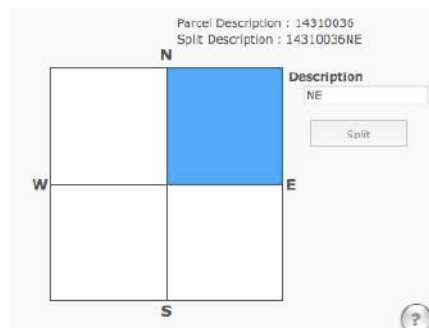 Parcel Description : 14310036
Split Description : 14310036NE
N
Description
NE
Split
W
E
S
?